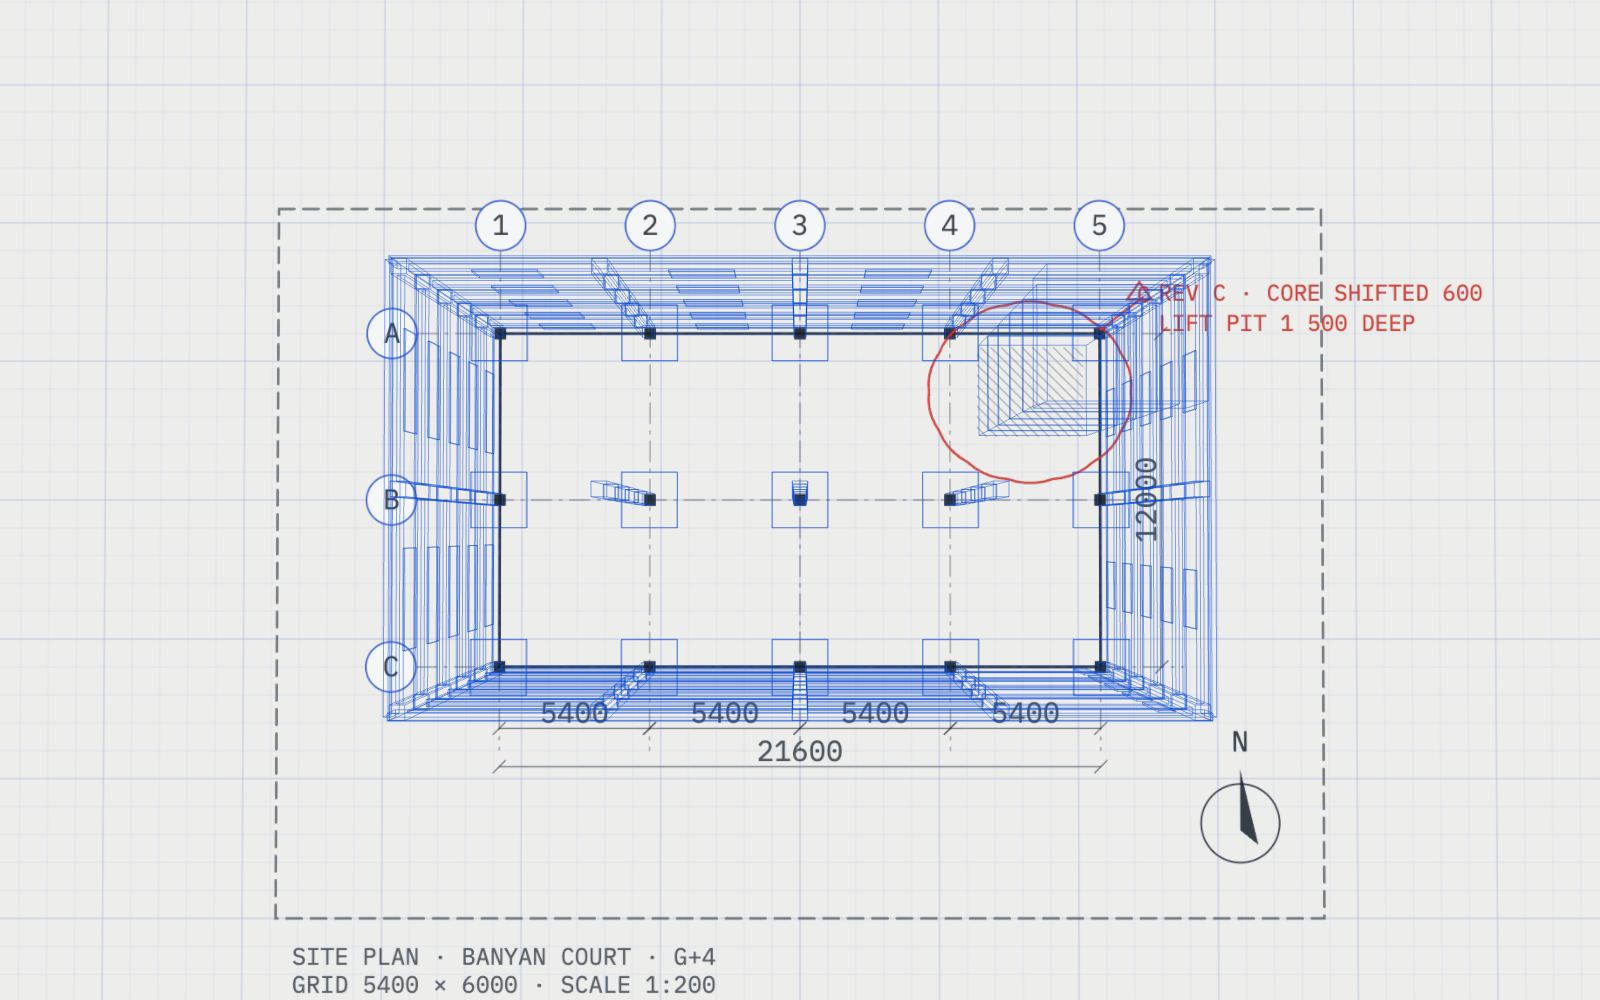 1 2 3 4 5
REV C · CORE SHIFTED 600
LIFT PIT 1 500 DEEP
A
B
C
12000
5400 5400 5400 5400
21600
N
SITE PLAN · BANYAN COURT · G+4
GRID 5400 × 6000 · SCALE 1:200